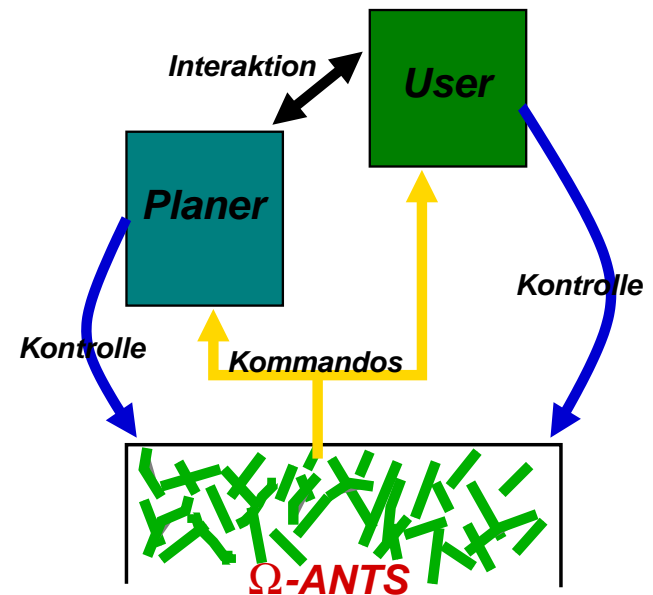 Interaktion
User
Planer
Kontrolle
Kontrolle
Kommandos
Ω-ANTS